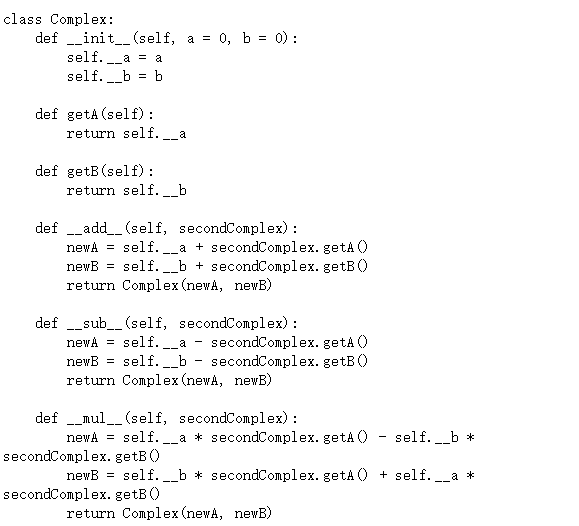 class Complex:
    def __init__(self, a = 0, b = 0):
        self.__a = a
        self.__b = b

    def getA(self):
        return self.__a

    def getB(self):
        return self.__b

    def __add__(self, secondComplex):
        newA = self.__a + secondComplex.getA()
        newB = self.__b + secondComplex.getB()
        return Complex(newA, newB)

    def __sub__(self, secondComplex):
        newA = self.__a - secondComplex.getA()
        newB = self.__b - secondComplex.getB()
        return Complex(newA, newB)

    def __mul__(self, secondComplex):
        newA = self.__a * secondComplex.getA() - self.__b *
secondComplex.getB()
        newB = self.__b * secondComplex.getA() + self.__a *
secondComplex.getB()
        return Complex(newA, newB)